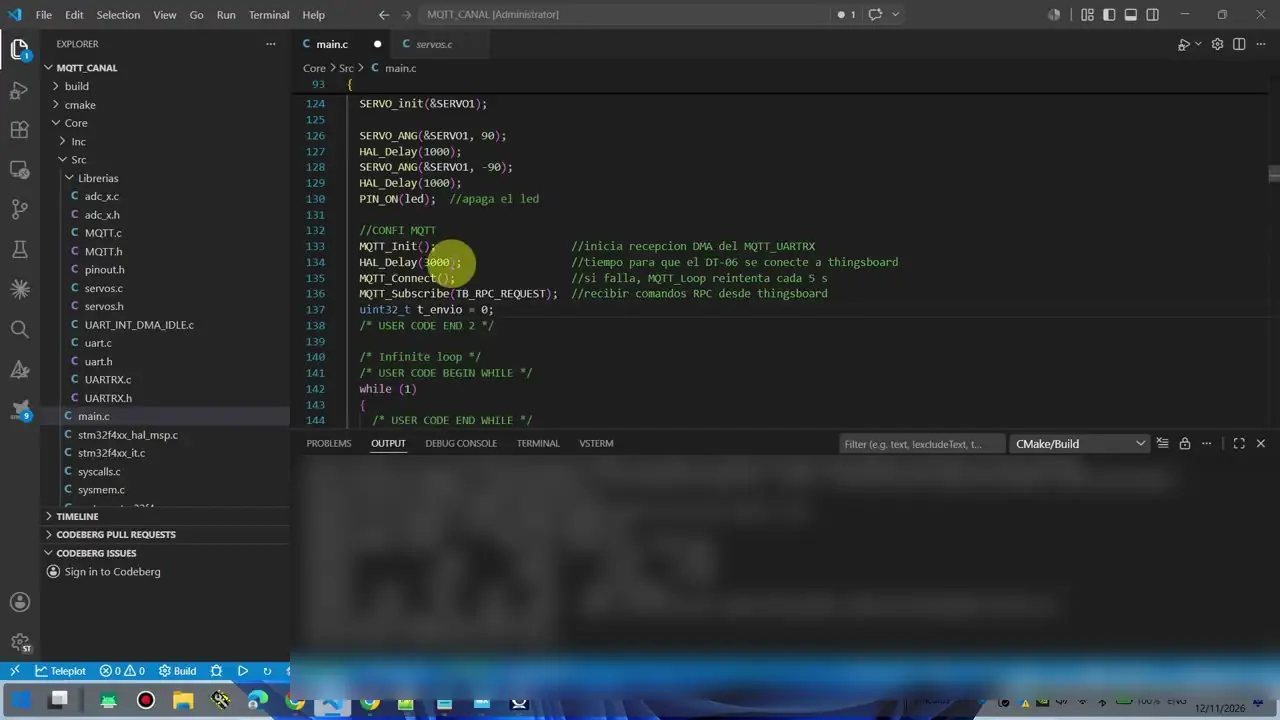 File Edit Selection View Go Run Terminal Help
MQTT_CANAL [Administrator]
1
EXPLORER
MQTT_CANAL
build
cmake
Core
Inc
Src
Librerias
C adc_x.c
C adc_x.h
C MQTT.c
C MQTT.h
C pinout.h
C servos.c
C servos.h
C UART_INT_DMA_IDLE.c
C uart.c
C uart.h
C UARTRX.c
C UARTRX.h
C main.c
C stm32f4xx_hal_msp.c
C stm32f4xx_it.c
C syscalls.c
C sysmem.c
TIMELINE
CODEBERG PULL REQUESTS
CODEBERG ISSUES
Sign in to Codeberg
C main.c
C servos.c
Core > Src > C main.c
93 {
124 SERVO_init(&SERVO1);
125
126 SERVO_ANG(&SERVO1, 90);
127 HAL_Delay(1000);
128 SERVO_ANG(&SERVO1, -90);
129 HAL_Delay(1000);
130 PIN_ON(led); //apaga el led
131
132 //CONFI MQTT
133 MQTT_Init(); //inicia recepcion DMA del MQTT_UARTRX
134 HAL_Delay(3000); //tiempo para que el DT-06 se conecte a thingsboard
135 MQTT_Connect(); //si falla, MQTT_Loop reintenta cada 5 s
136 MQTT_Subscribe(TB_RPC_REQUEST); //recibir comandos RPC desde thingsboard
137 uint32_t t_envio = 0;
138 /* USER CODE END 2 */
139
140 /* Infinite loop */
141 /* USER CODE BEGIN WHILE */
142 while (1)
143 {
144 /* USER CODE END WHILE */
PROBLEMS OUTPUT DEBUG CONSOLE TERMINAL VSTERM
Filter (e.g. text, !excludeText, t...
CMake/Build
Teleplot 0 0 Build
100% ENG
12/11/2026